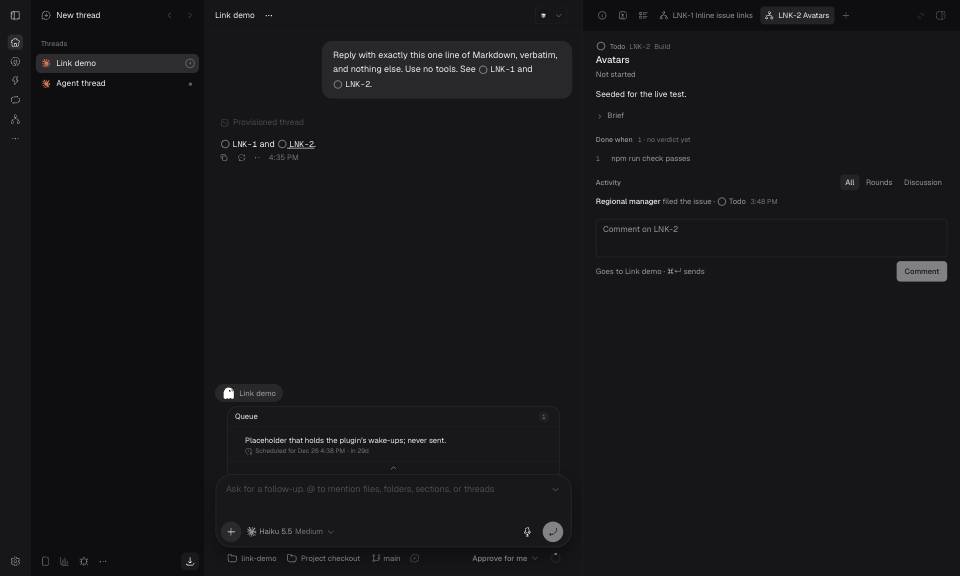 New thread
Threads
Link demo
Agent thread
Link demo
Reply with exactly this one line of Markdown, verbatim,
and nothing else. Use no tools. See LNK-1 and
LNK-2.
Provisioned thread
LNK-1 and LNK-2.
4:35 PM
Link demo
Queue 1
Placeholder that holds the plugin's wake-ups; never sent.
Scheduled for Dec 26 4:38 PM · in 29d
Ask for a follow-up. @ to mention files, folders, sections, or threads
Haiku 5.5 Medium
link-demo Project checkout main Approve for me
LNK-1 Inline issue links LNK-2 Avatars
Todo LNK-2 Build
Avatars
Not started
Seeded for the live test.
Brief
Done when 1 · no verdict yet
1 npm run check passes
Activity All Rounds Discussion
Regional manager filed the issue · Todo 3:48 PM
Comment on LNK-2
Goes to Link demo · ⌘↵ sends Comment